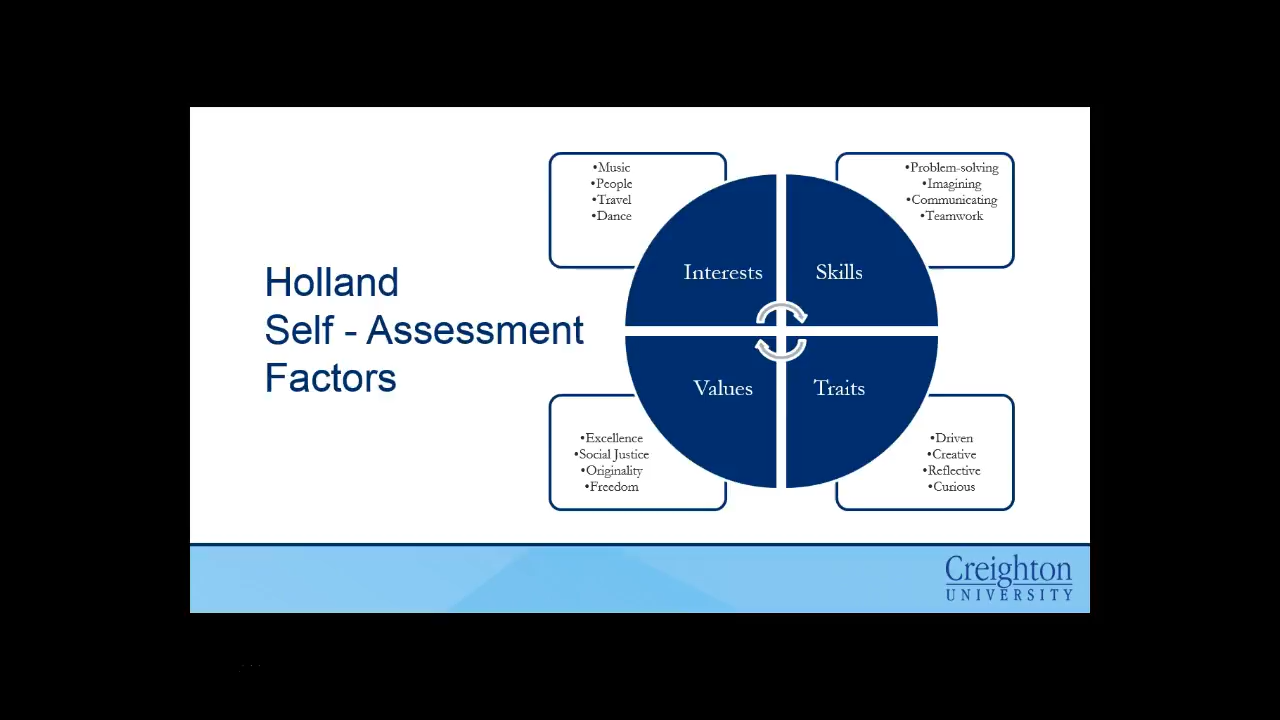 Holland
Self - Assessment
Factors
•Music
•People
•Travel
•Dance
Interests
•Problem-solving
•Imagining
•Communicating
•Teamwork
Skills
Values
•Excellence
•Social Justice
•Originality
•Freedom
Traits
•Driven
•Creative
•Reflective
•Curious
Creighton
UNIVERSITY